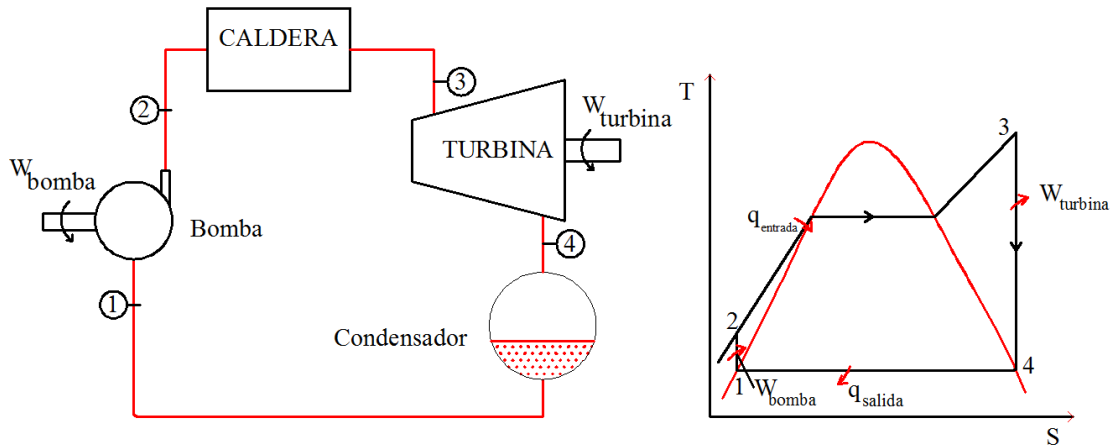 CALDERA
3
2
W
turbina
W
bomba
TURBINA
Bomba
4
1
Condensador
T
3
W
turbina
q
entrada
2
1
W
bomba
q
salida
4
S